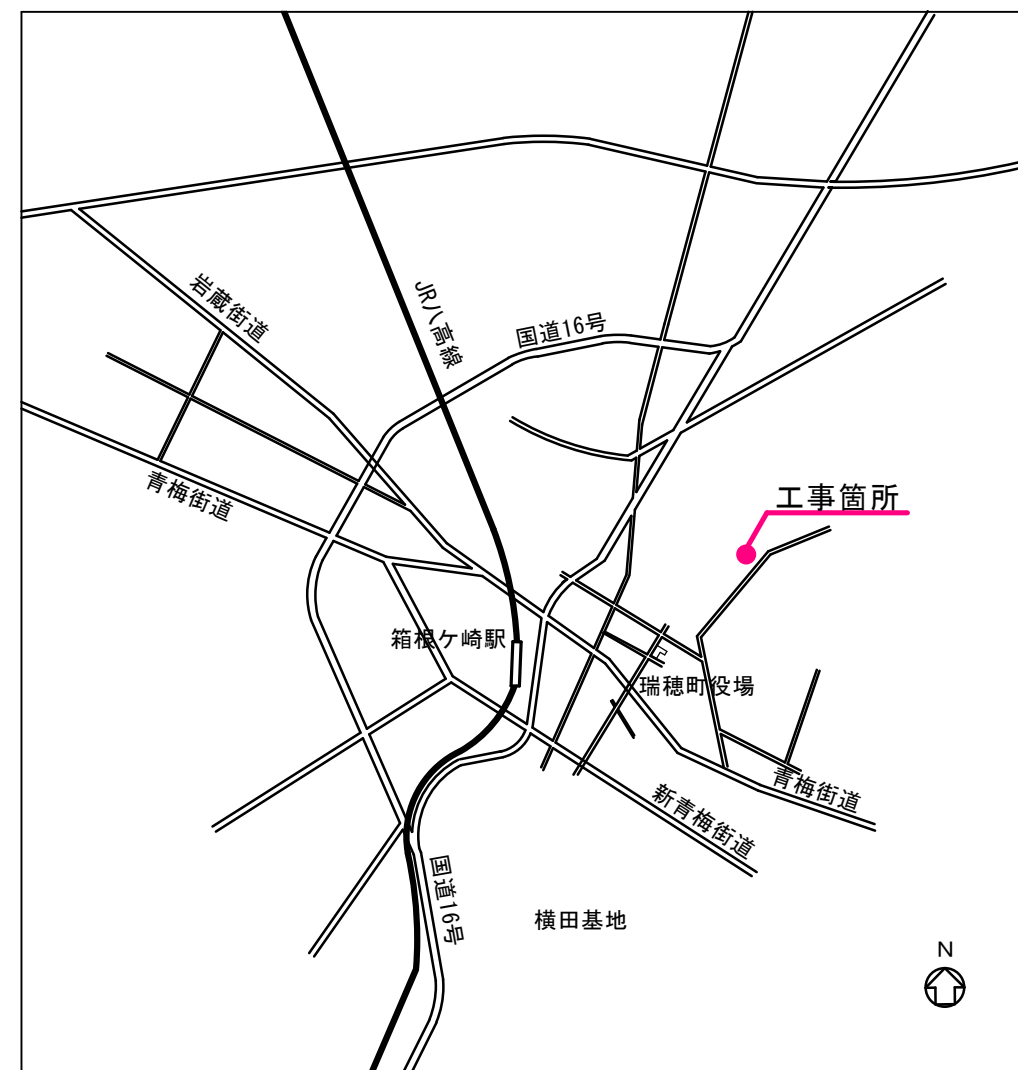 岩蔵街道
JR八高線
国道16号
青梅街道
工事箇所
箱根ケ崎駅
瑞穂町役場
青梅街道
新青梅街道
国道16号
横田基地
N